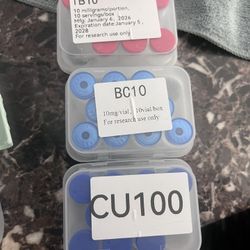 TB10
10 milligrams/portion,
10 servings/box
Mfg: January 6, 2026
Expiration date: January 5,
2028
For research use only
BC10
10mg vial, 10vial/box
For research use only
CU100